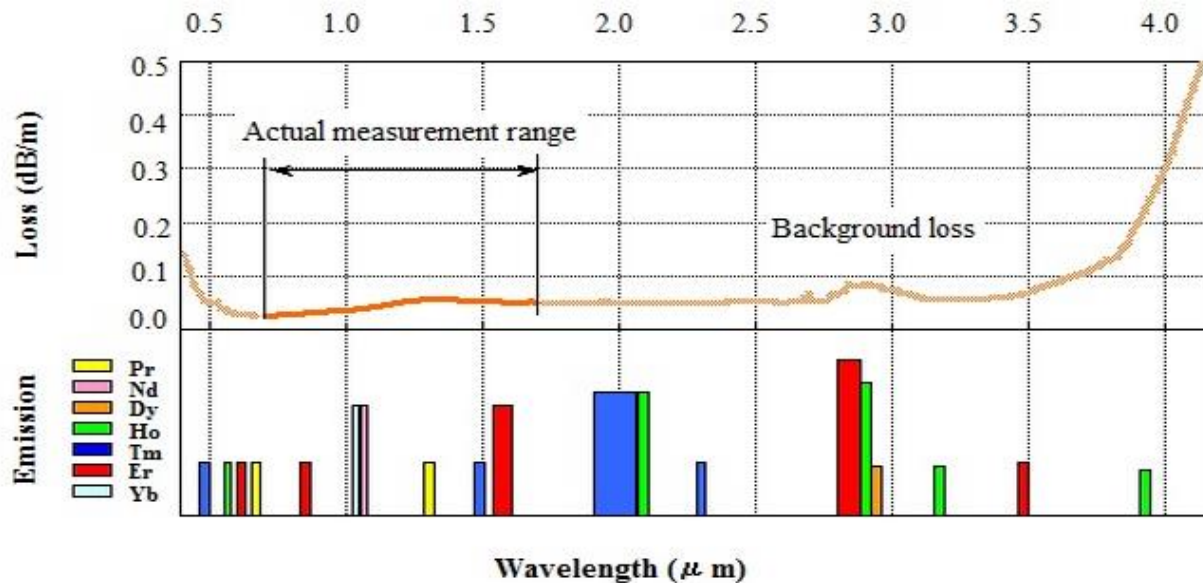 0.5 1.0 1.5 2.0 2.5 3.0 3.5 4.0
Loss (dB/m)
0.5
0.4
0.3
0.2
0.1
0.0
Actual measurement range
Background loss
Emission
Pr
Nd
Dy
Ho
Tm
Er
Yb
Wavelength (μ m)